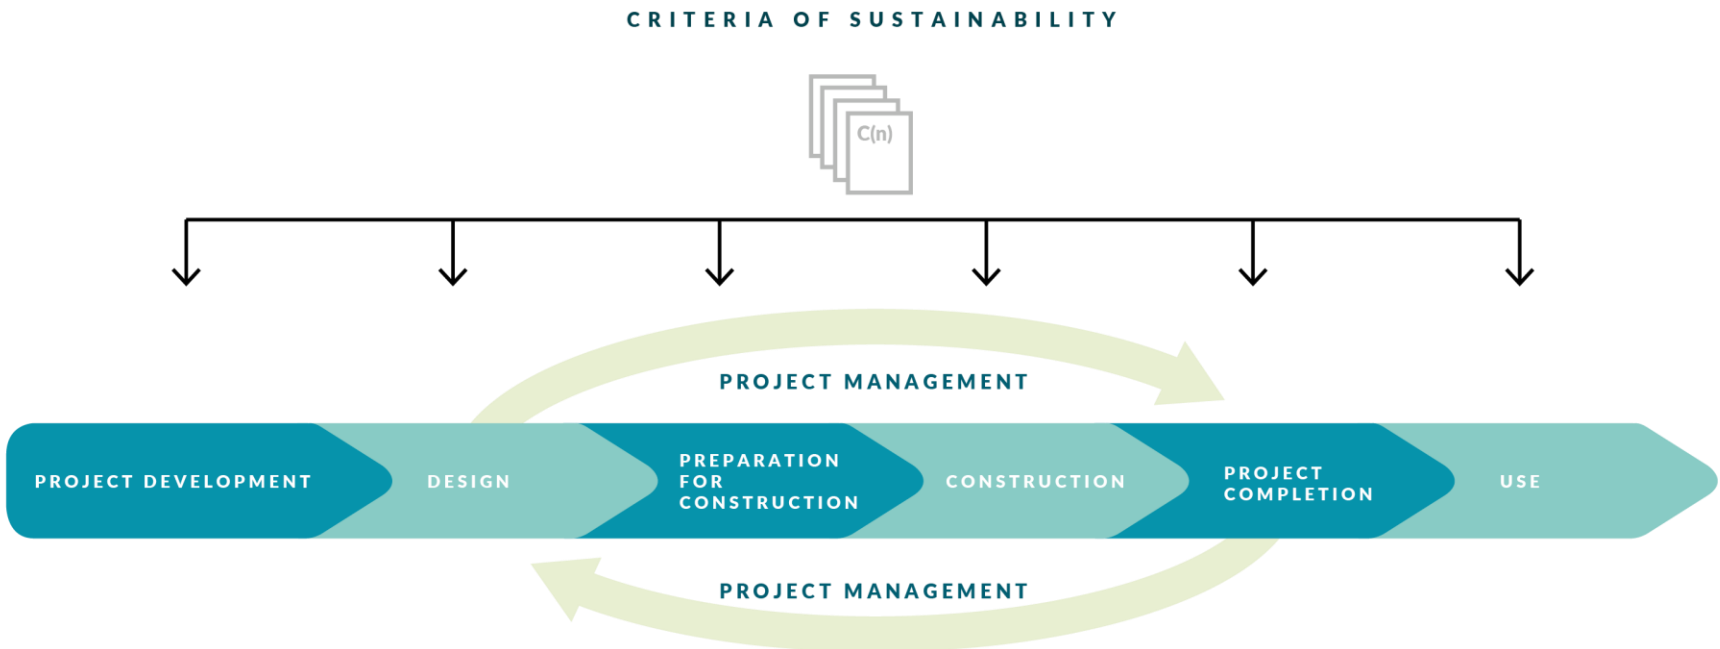 CRITERIA OF SUSTAINABILITY
C(n)
PROJECT MANAGEMENT
PROJECT DEVELOPMENT
DESIGN
PREPARATION
FOR
CONSTRUCTION
CONSTRUCTION
PROJECT
COMPLETION
USE
PROJECT MANAGEMENT